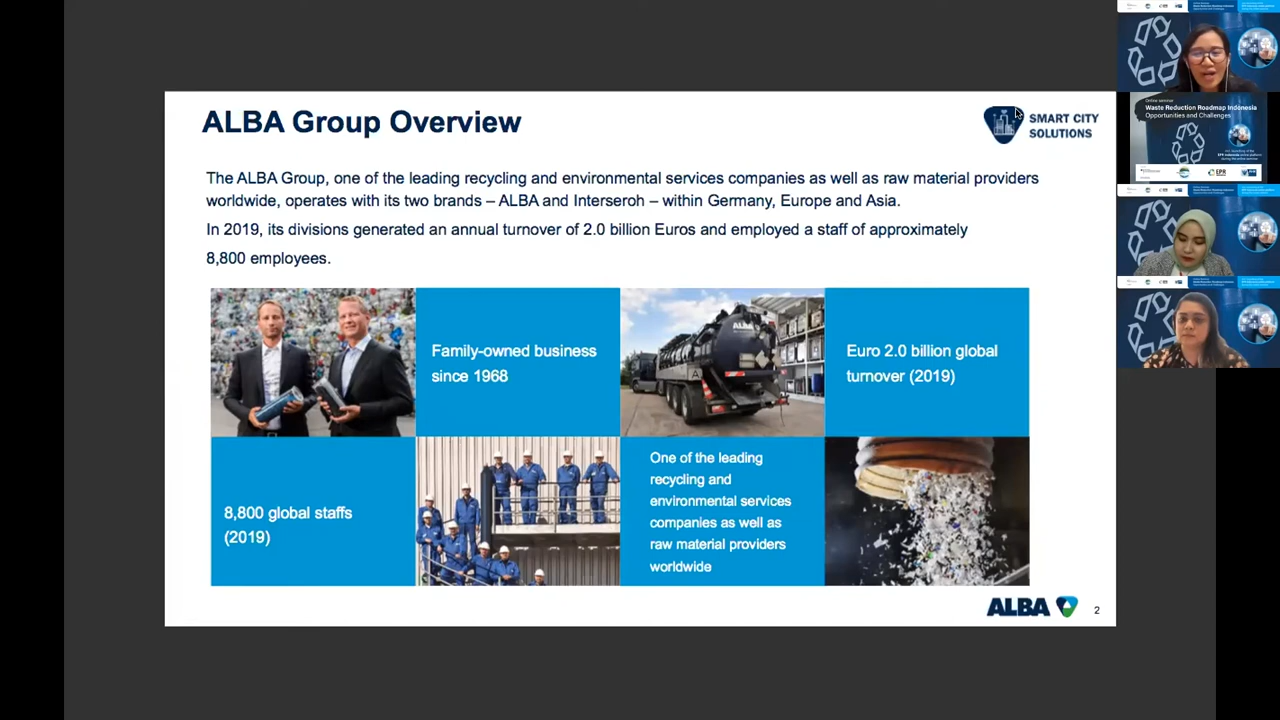 ALBA Group Overview
SMART CITY
SOLUTIONS
The ALBA Group, one of the leading recycling and environmental services companies as well as raw material providers
worldwide, operates with its two brands – ALBA and Interseroh – within Germany, Europe and Asia.
In 2019, its divisions generated an annual turnover of 2.0 billion Euros and employed a staff of approximately
8,800 employees.
Family-owned business
since 1968
ALBA
Euro 2.0 billion global
turnover (2019)
8,800 global staffs
(2019)
One of the leading
recycling and
environmental services
companies as well as
raw material providers
worldwide
ALBA
2
Online seminar
Waste Reduction Roadmap Indonesia
Opportunities and Challenges
EPR